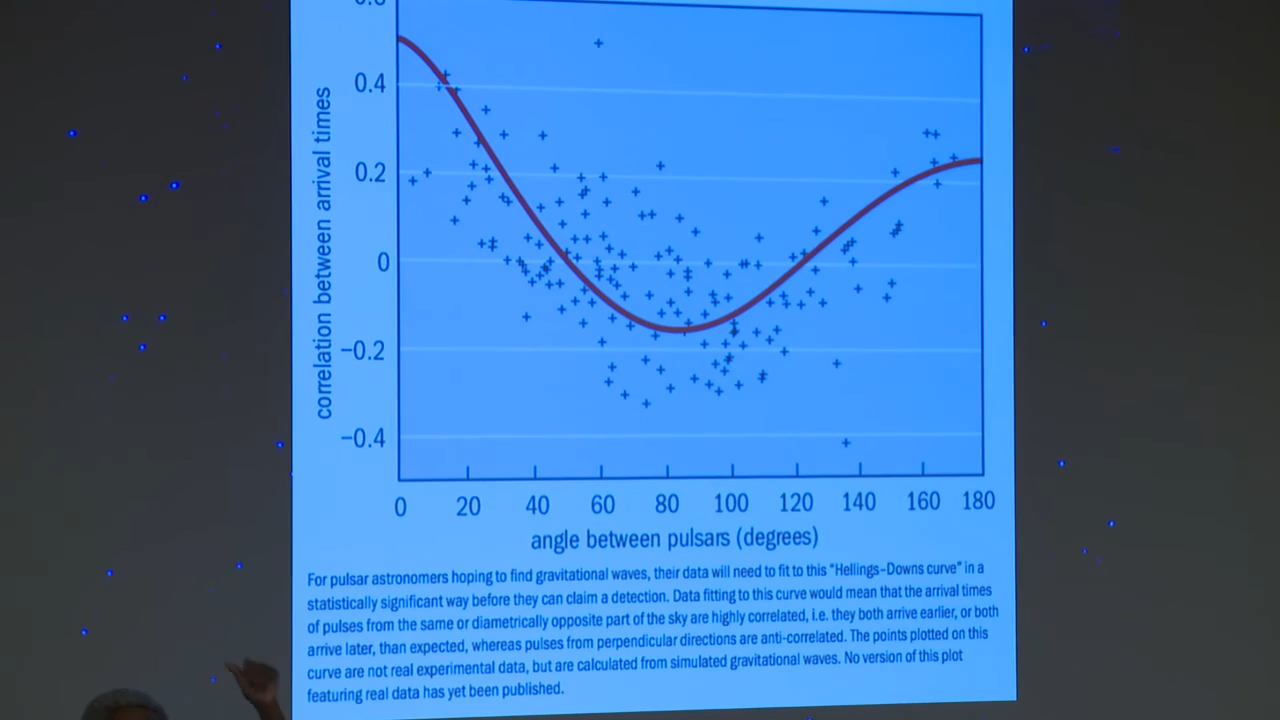 0.4
0.2
0
−0.2
−0.4
correlation between arrival times
0 20 40 60 80 100 120 140 160 180
angle between pulsars (degrees)
For pulsar astronomers hoping to find gravitational waves, their data will need to fit to this “Hellings–Downs curve” in a
statistically significant way before they can claim a detection. Data fitting to this curve would mean that the arrival times
of pulses from the same or diametrically opposite part of the sky are highly correlated, i.e. they both arrive earlier, or both
arrive later, than expected, whereas pulses from perpendicular directions are anti-correlated. The points plotted on this
curve are not real experimental data, but are calculated from simulated gravitational waves. No version of this plot
featuring real data has yet been published.